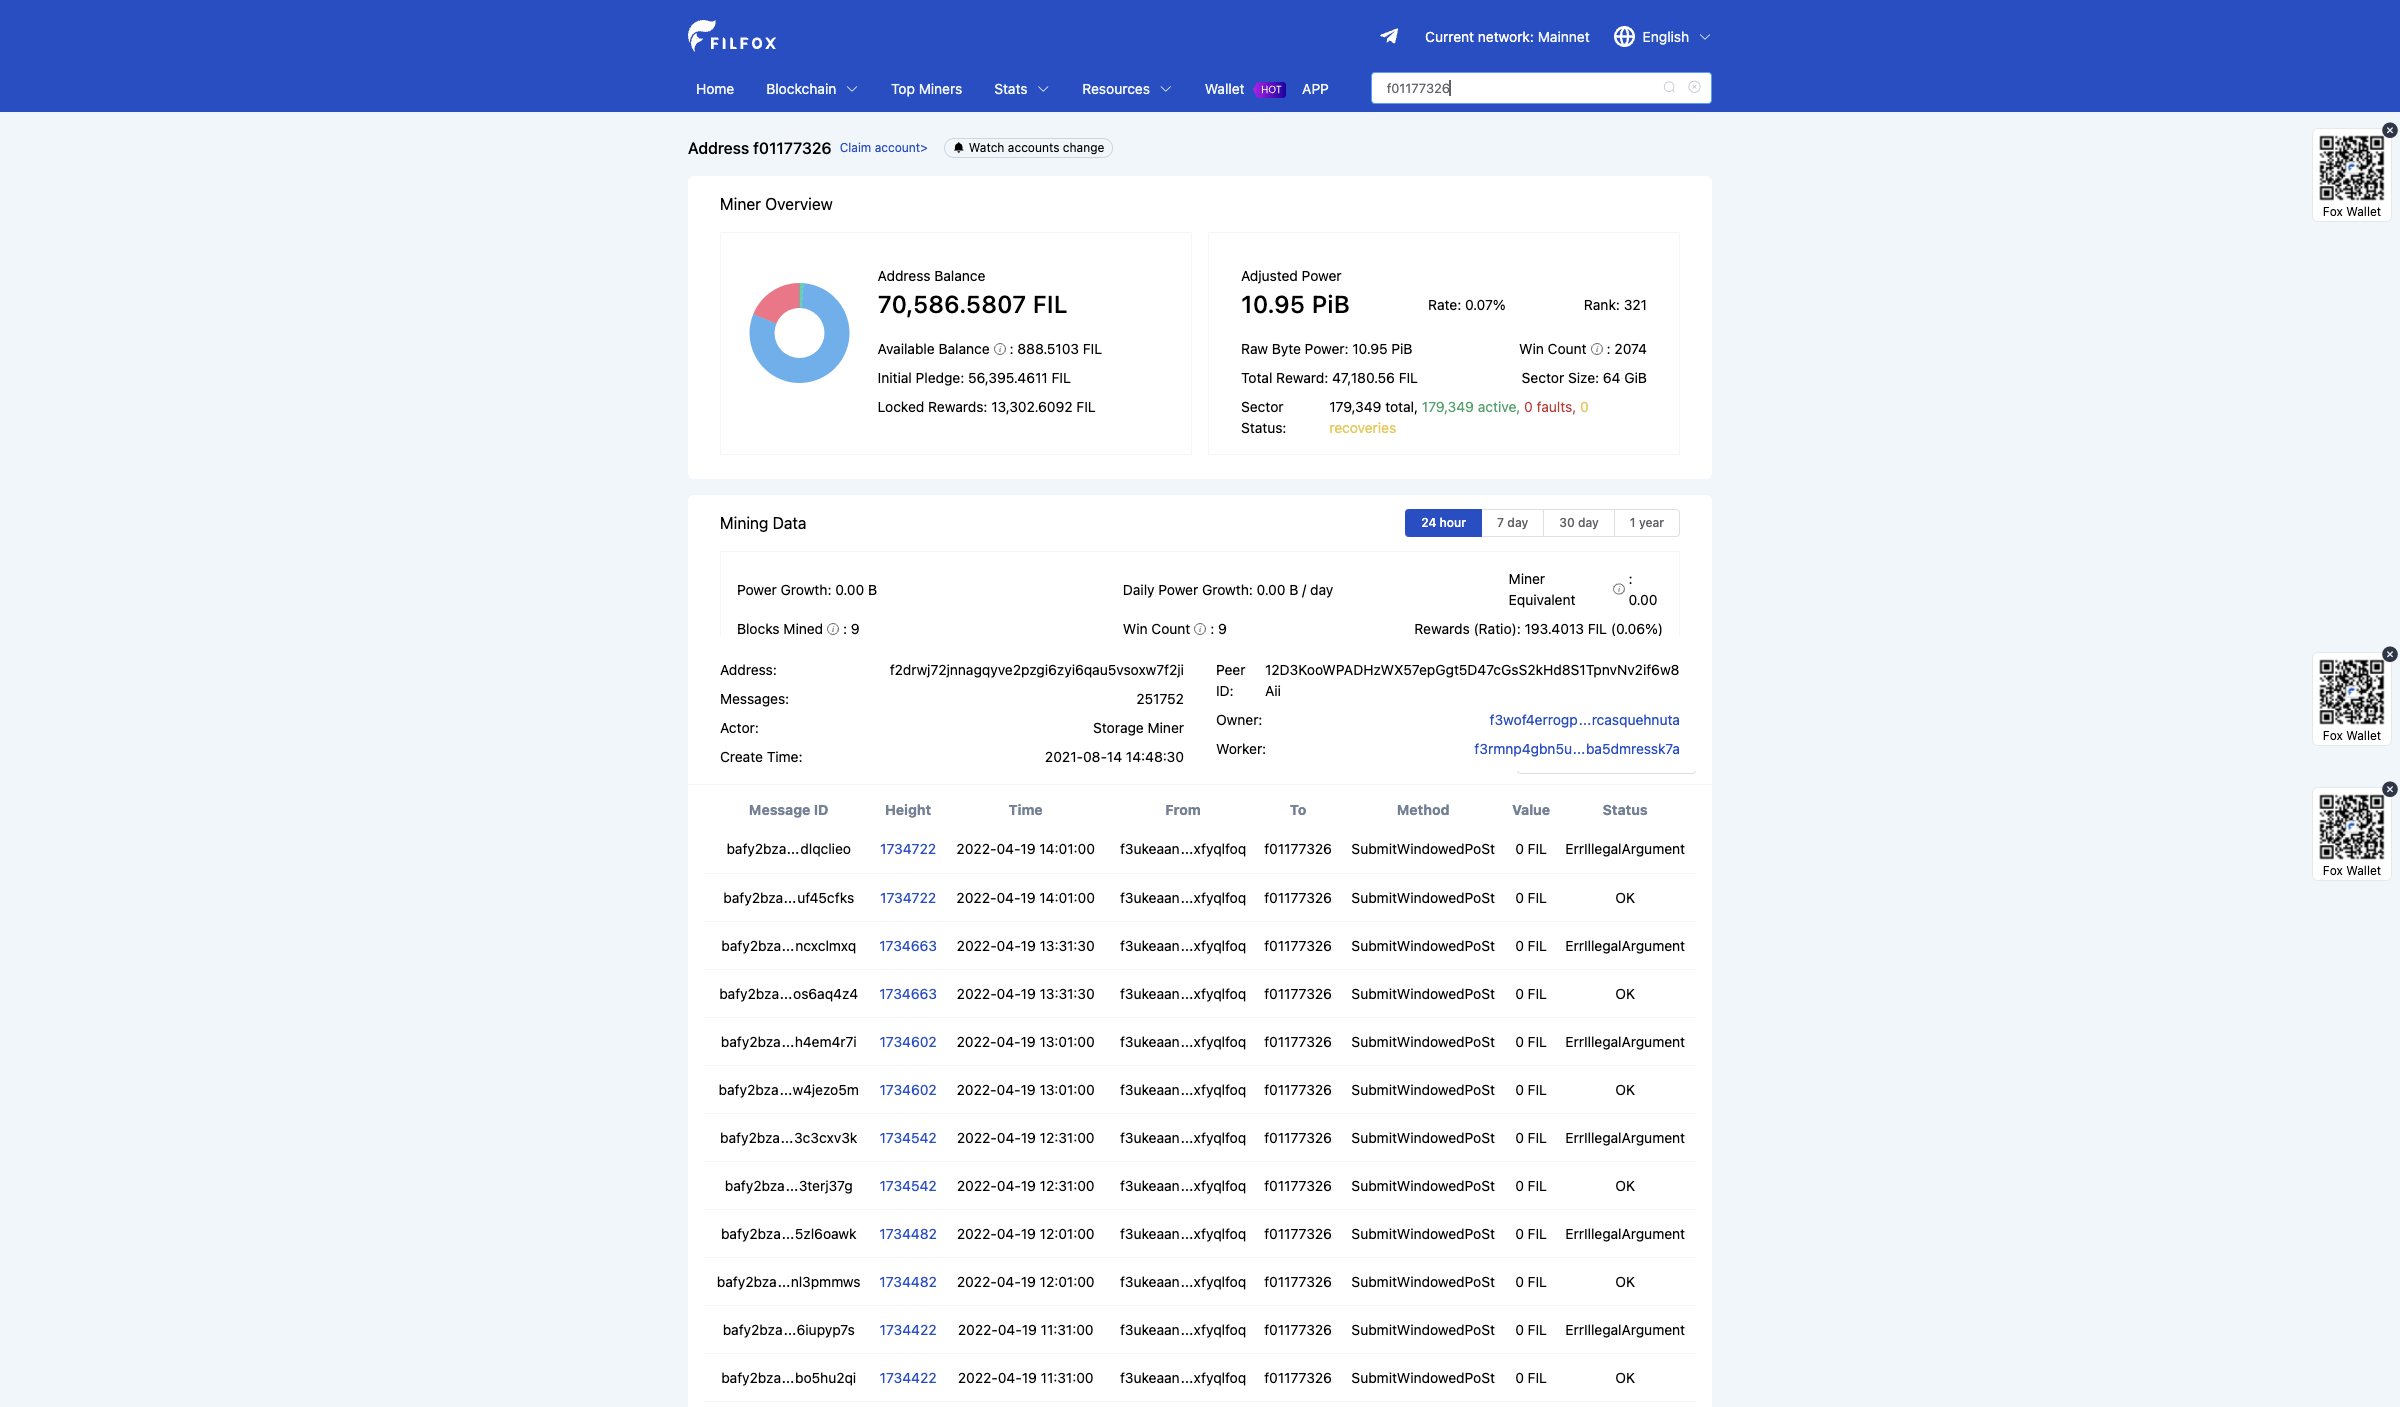 FILFOX
Current network: Mainnet
English
Home
Blockchain
Top Miners
Stats
Resources
Wallet
HOT
APP
f01177326
Address f01177326
Claim account>
Watch accounts change
Fox Wallet
Miner Overview
Address Balance
70,586.5807 FIL
Available Balance : 888.5103 FIL
Initial Pledge: 56,395.4611 FIL
Locked Rewards: 13,302.6092 FIL
Adjusted Power
10.95 PiB
Rate: 0.07%
Rank: 321
Raw Byte Power: 10.95 PiB
Win Count : 2074
Total Reward: 47,180.56 FIL
Sector Size: 64 GiB
Sector Status:
179,349 total, 179,349 active, 0 faults, 0 recoveries
Mining Data
24 hour
7 day
30 day
1 year
Power Growth: 0.00 B
Daily Power Growth: 0.00 B / day
Miner Equivalent : 0.00
Blocks Mined : 9
Win Count : 9
Rewards (Ratio): 193.4013 FIL (0.06%)
Address: f2drwj72jnnagqyve2pzgi6zyi6qau5vsoxw7f2ji
Messages: 251752
Actor: Storage Miner
Create Time: 2021-08-14 14:48:30
Peer ID: 12D3KooWPADHzWX57epGgt5D47cGsS2kHd8S1TpnvNv2if6w8Aii
Owner: f3wof4errogp...rcasquehnuta
Worker: f3rmnp4gbn5u...ba5dmressk7a
Fox Wallet
Fox Wallet
Message ID Height Time From To Method Value Status
bafy2bza...dlqclieo 1734722 2022-04-19 14:01:00 f3ukeaan...xfyqlfoq f01177326 SubmitWindowedPoSt 0 FIL ErrIllegalArgument
bafy2bza...uf45cfks 1734722 2022-04-19 14:01:00 f3ukeaan...xfyqlfoq f01177326 SubmitWindowedPoSt 0 FIL OK
bafy2bza...ncxclmxq 1734663 2022-04-19 13:31:30 f3ukeaan...xfyqlfoq f01177326 SubmitWindowedPoSt 0 FIL ErrIllegalArgument
bafy2bza...os6aq4z4 1734663 2022-04-19 13:31:30 f3ukeaan...xfyqlfoq f01177326 SubmitWindowedPoSt 0 FIL OK
bafy2bza...h4em4r7i 1734602 2022-04-19 13:01:00 f3ukeaan...xfyqlfoq f01177326 SubmitWindowedPoSt 0 FIL ErrIllegalArgument
bafy2bza...w4jezo5m 1734602 2022-04-19 13:01:00 f3ukeaan...xfyqlfoq f01177326 SubmitWindowedPoSt 0 FIL OK
bafy2bza...3c3cxv3k 1734542 2022-04-19 12:31:00 f3ukeaan...xfyqlfoq f01177326 SubmitWindowedPoSt 0 FIL ErrIllegalArgument
bafy2bza...3terj37g 1734542 2022-04-19 12:31:00 f3ukeaan...xfyqlfoq f01177326 SubmitWindowedPoSt 0 FIL OK
bafy2bza...5zl6oawk 1734482 2022-04-19 12:01:00 f3ukeaan...xfyqlfoq f01177326 SubmitWindowedPoSt 0 FIL ErrIllegalArgument
bafy2bza...nl3pmmws 1734482 2022-04-19 12:01:00 f3ukeaan...xfyqlfoq f01177326 SubmitWindowedPoSt 0 FIL OK
bafy2bza...6iupyp7s 1734422 2022-04-19 11:31:00 f3ukeaan...xfyqlfoq f01177326 SubmitWindowedPoSt 0 FIL ErrIllegalArgument
bafy2bza...bo5hu2qi 1734422 2022-04-19 11:31:00 f3ukeaan...xfyqlfoq f01177326 SubmitWindowedPoSt 0 FIL OK